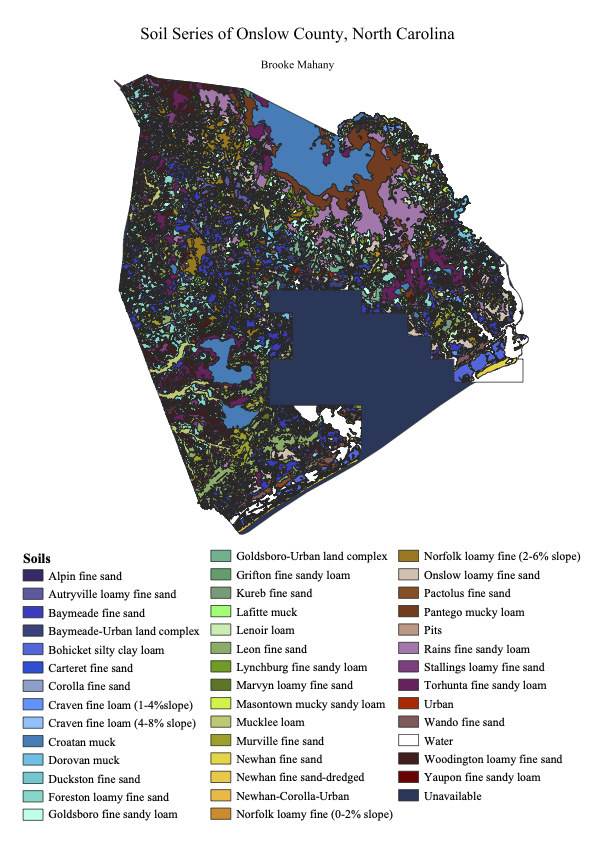 Soil Series of Onslow County, North Carolina
Brooke Mahany
Soils
Alpin fine sand
Autryville loamy fine sand
Baymeade fine sand
Baymeade-Urban land complex
Bohicket silty clay loam
Carteret fine sand
Corolla fine sand
Craven fine loam (1-4%slope)
Craven fine loam (4-8% slope)
Croatan muck
Dorovan muck
Duckston fine sand
Foreston loamy fine sand
Goldsboro fine sandy loam
Goldsboro-Urban land complex
Grifton fine sandy loam
Kureb fine sand
Lafitte muck
Lenoir loam
Leon fine sand
Lynchburg fine sandy loam
Marvyn loamy fine sand
Masontown mucky sandy loam
Mucklee loam
Murville fine sand
Newhan fine sand
Newhan fine sand-dredged
Newhan-Corolla-Urban
Norfolk loamy fine (0-2% slope)
Norfolk loamy fine (2-6% slope)
Onslow loamy fine sand
Pactolus fine sand
Pantego mucky loam
Pits
Rains fine sandy loam
Stallings loamy fine sand
Torhunta fine sandy loam
Urban
Wando fine sand
Water
Woodington loamy fine sand
Yaupon fine sandy loam
Unavailable